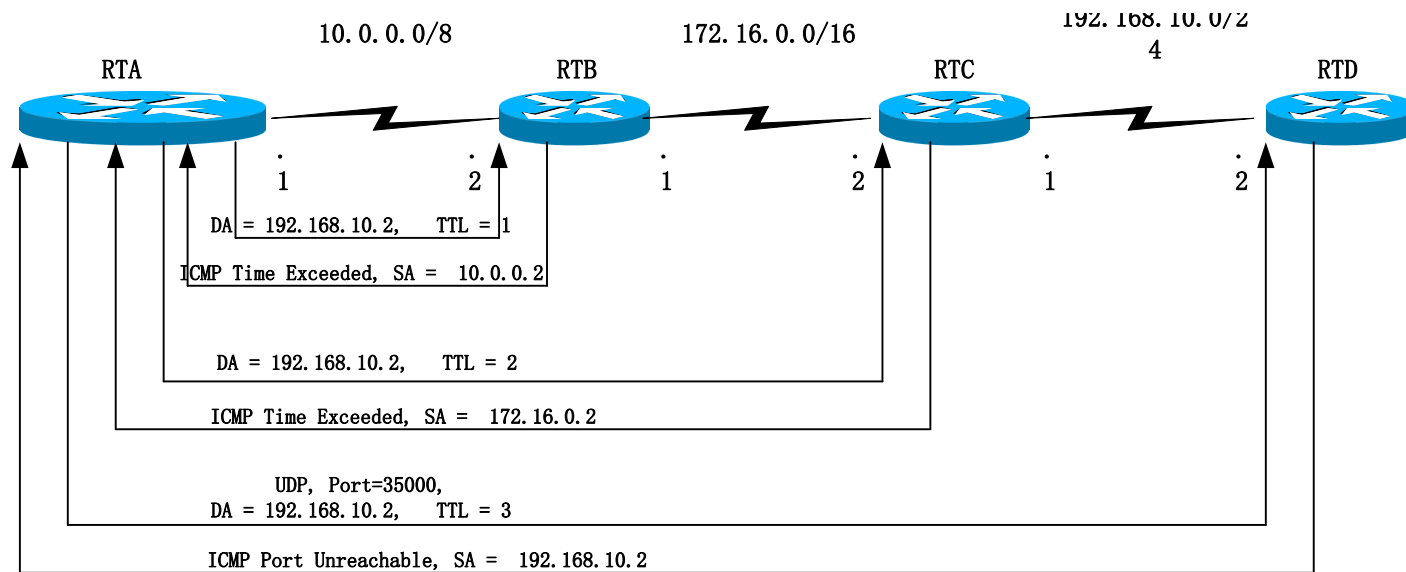 10.0.0.0/8
172.16.0.0/16
192.168.10.0/2
4
RTA
RTB
RTC
RTD
.
1
.
2
.
1
.
2
.
1
.
2
DA = 192.168.10.2, TTL = 1
ICMP Time Exceeded, SA = 10.0.0.2
DA = 192.168.10.2, TTL = 2
ICMP Time Exceeded, SA = 172.16.0.2
UDP, Port=35000,
DA = 192.168.10.2, TTL = 3
ICMP Port Unreachable, SA = 192.168.10.2